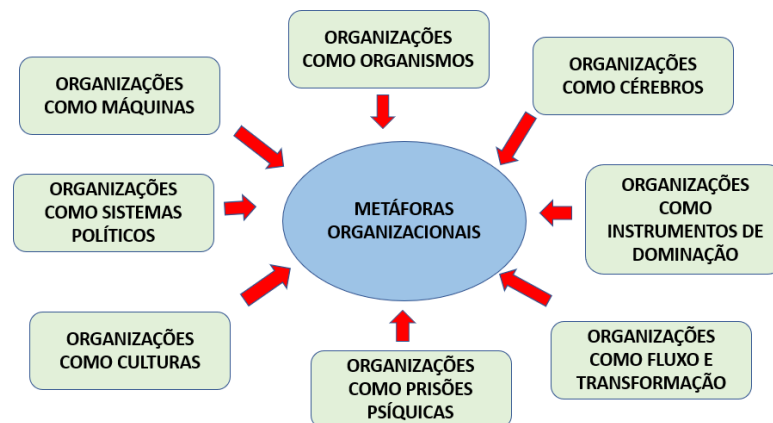 ORGANIZAÇÕES
COMO ORGANISMOS
ORGANIZAÇÕES
COMO CÉREBROS
ORGANIZAÇÕES
COMO MÁQUINAS
METÁFORAS
ORGANIZACIONAIS
ORGANIZAÇÕES
COMO SISTEMAS
POLÍTICOS
ORGANIZAÇÕES
COMO
INSTRUMENTOS DE
DOMINAÇÃO
ORGANIZAÇÕES
COMO CULTURAS
ORGANIZAÇÕES
COMO PRISÕES
PSÍQUICAS
ORGANIZAÇÕES
COMO FLUXO E
TRANSFORMAÇÃO